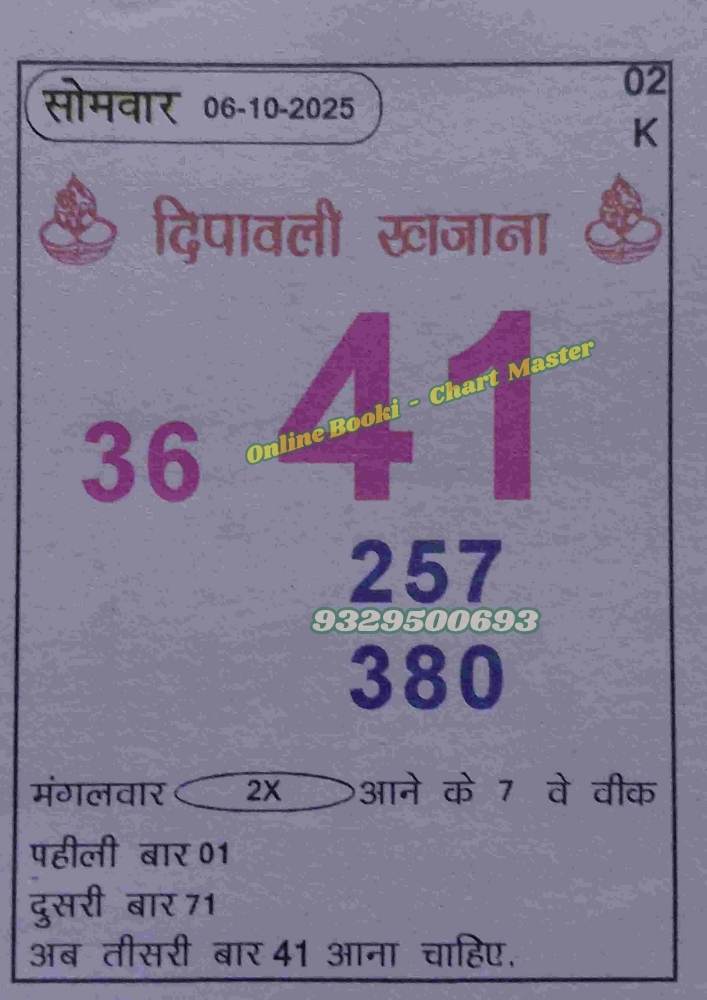 सोमवार 06-10-2025
02
K
दिपावली खजाना
36 41
Online Booki - Chart Master
257
9329500693
380
मंगलवार 2X आने के 7 वे वीक
पहीली बार 01
दुसरी बार 71
अब तीसरी बार 41 आना चाहिए.